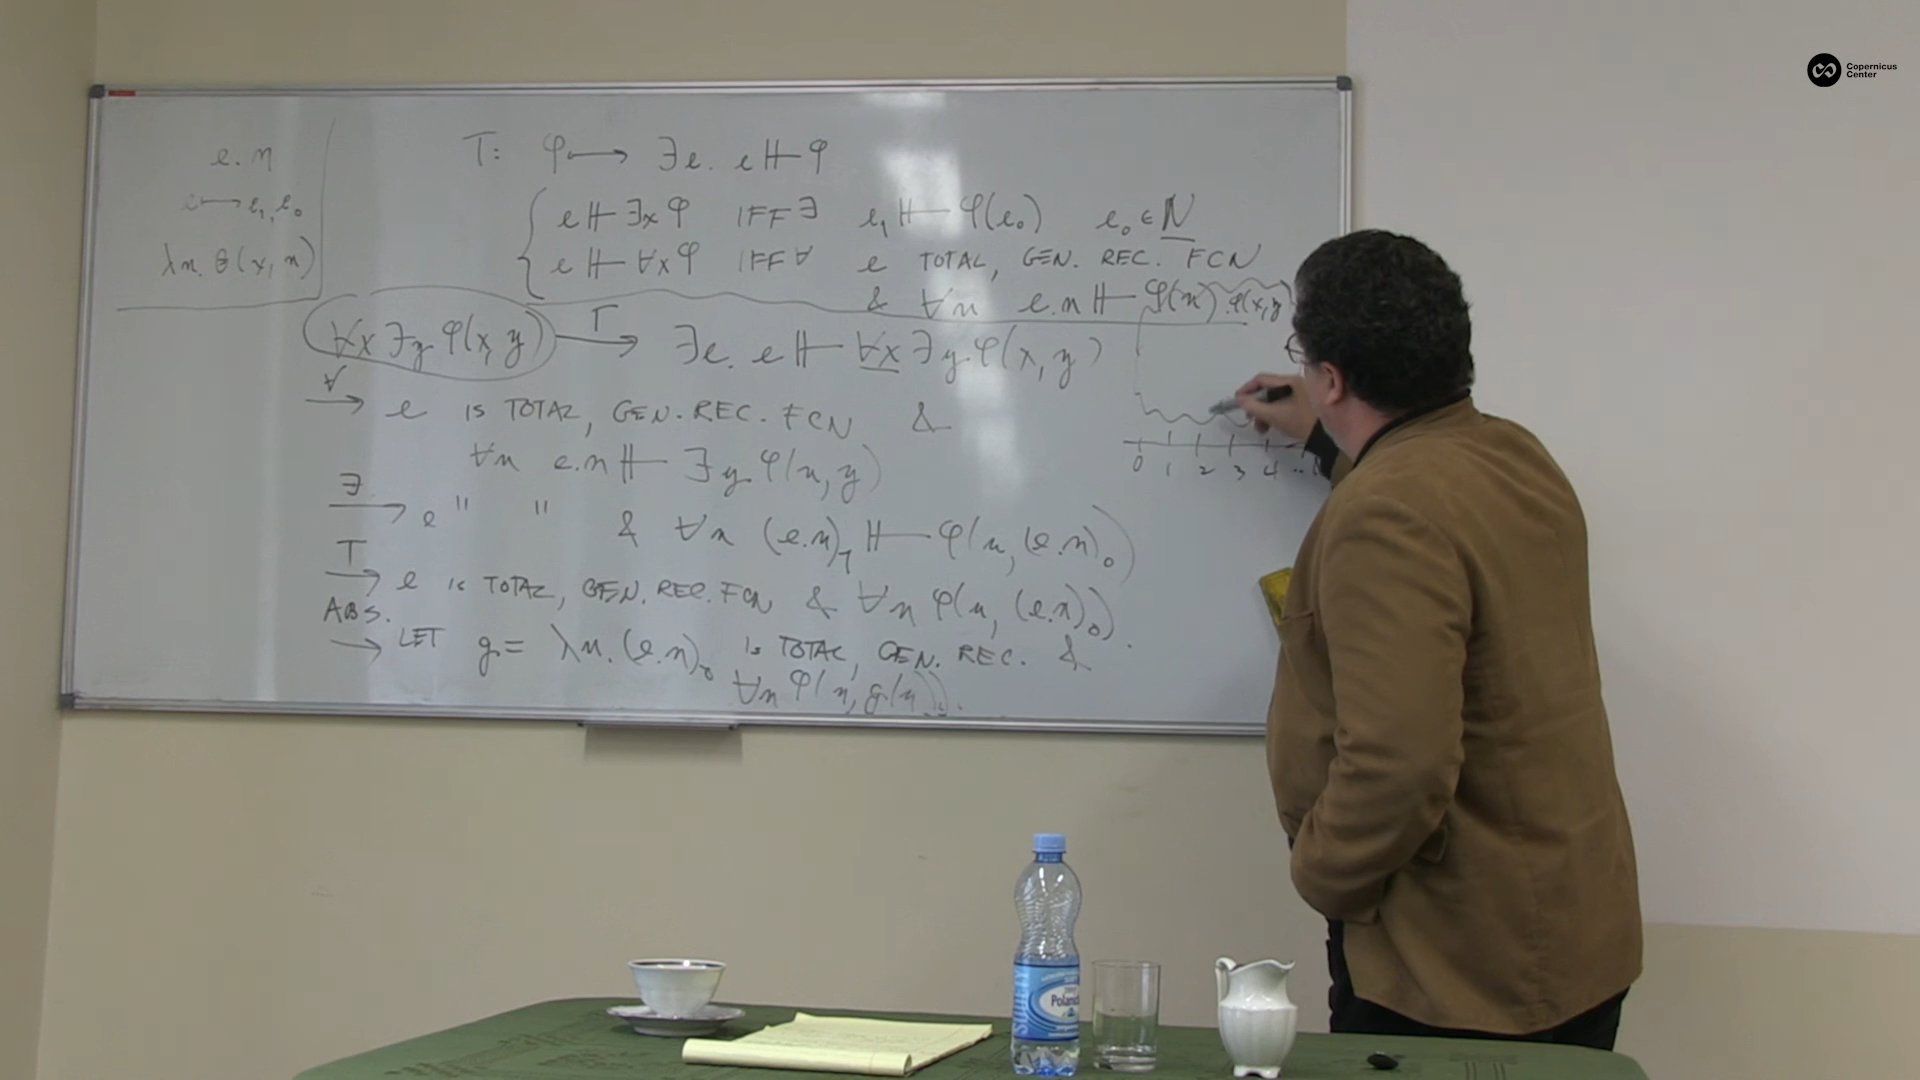 e.n
e ⟼ e₁, e₀
λn. Θ(x, n)
T: φ ⟼ ∃e. e ⊩ φ
e ⊩ ∃x φ IFF ∃ e₁ ⊩ φ(e₀) e₀ ∈ N
e ⊩ ∀x φ IFF ∀ e TOTAL, GEN. REC. FCN
& ∀n e.n ⊩ φ(n) φ(x,y)
∀x ∃y φ(x, y) T→ ∃e. e ⊩ ∀x ∃y φ(x, y)
∀→ e IS TOTAL, GEN. REC. FCN &
∀n e.n ⊩ ∃y φ(n, y)
∃→ e " " & ∀n (e.n)₁ ⊩ φ(n, (e.n)₀)
T→ e is TOTAL, GEN. REC. FCN & ∀n φ(n, (e.n)₀).
ABS.→ LET g = λn. (e.n)₀ is TOTAL, GEN. REC. &
∀n φ(n, g(n)).
0 1 2 3 4 ..
Copernicus
Center
Polanic